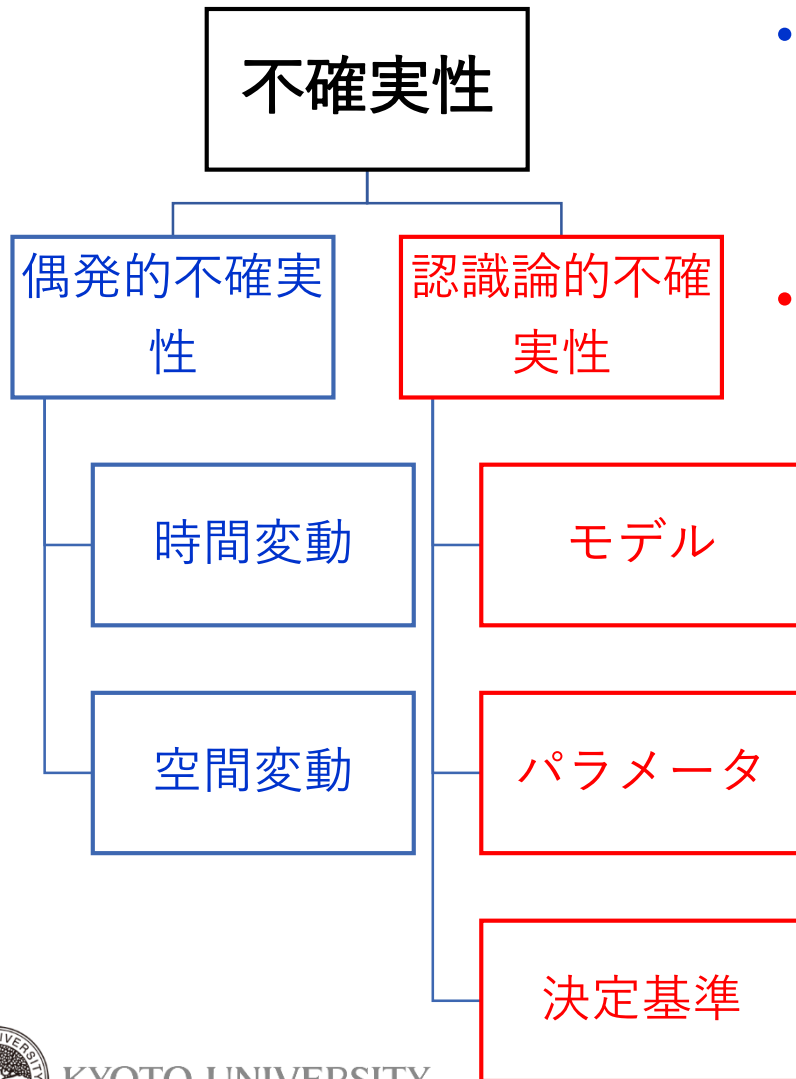 不確実性
偶発的不確実
性
認識論的不確
実性
時間変動
モデル
空間変動
パラメータ
決定基準
KYOTO UNIVERSITY